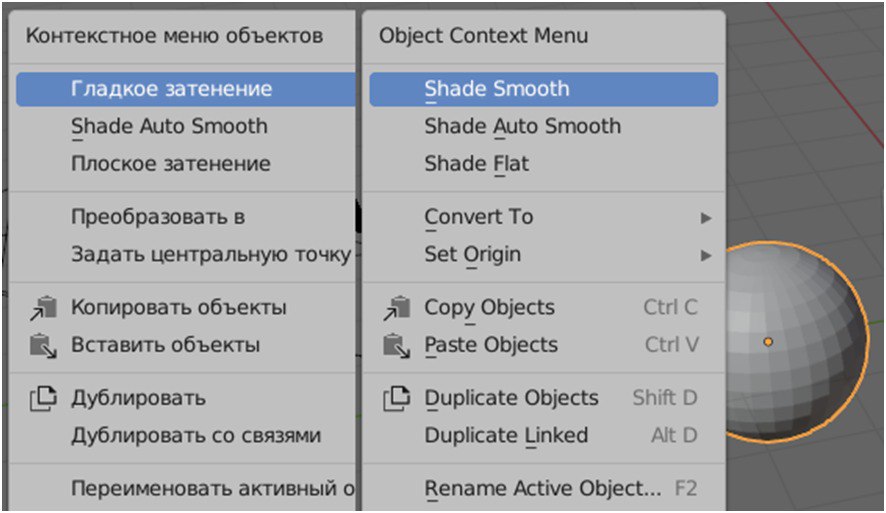 Контекстное меню объектов
Гладкое затенение
Shade Auto Smooth
Плоское затенение
Преобразовать в
Задать центральную точку
Копировать объекты
Вставить объекты
Дублировать
Дублировать со связями
Переименовать активный о
Object Context Menu
Shade Smooth
Shade Auto Smooth
Shade Flat
Convert To
Set Origin
Copy Objects Ctrl C
Paste Objects Ctrl V
Duplicate Objects Shift D
Duplicate Linked Alt D
Rename Active Object... F2